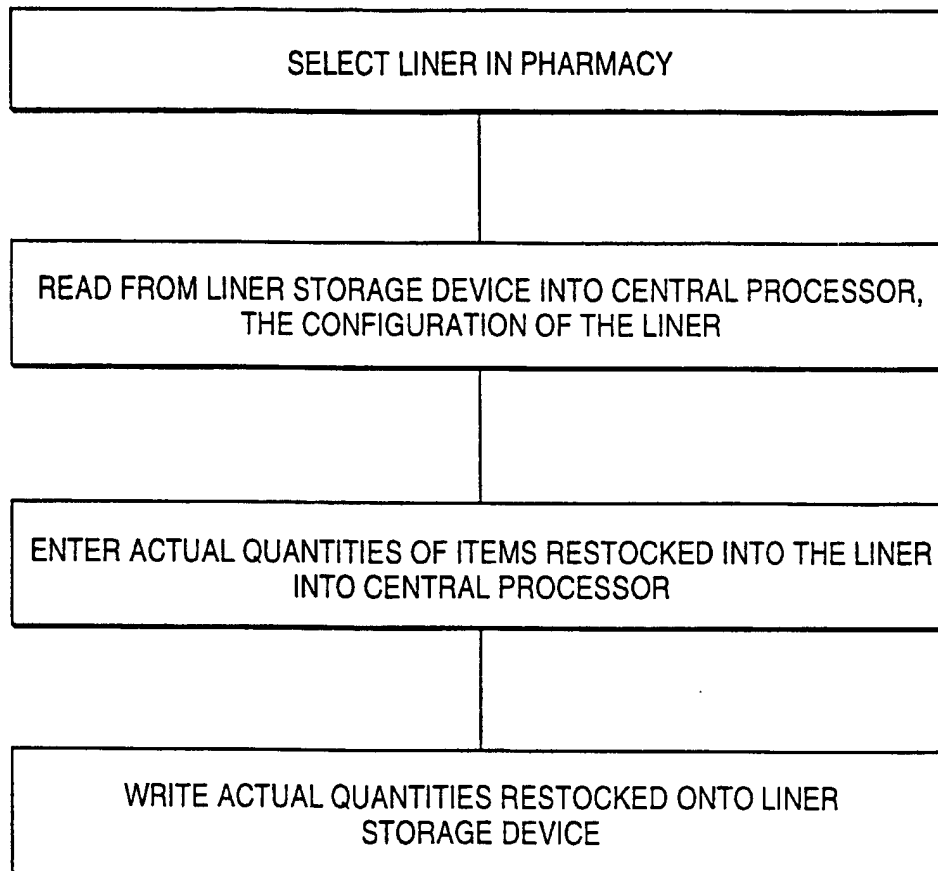 SELECT LINER IN PHARMACY
READ FROM LINER STORAGE DEVICE INTO CENTRAL PROCESSOR,
THE CONFIGURATION OF THE LINER
ENTER ACTUAL QUANTITIES OF ITEMS RESTOCKED INTO THE LINER
INTO CENTRAL PROCESSOR
WRITE ACTUAL QUANTITIES RESTOCKED ONTO LINER
STORAGE DEVICE